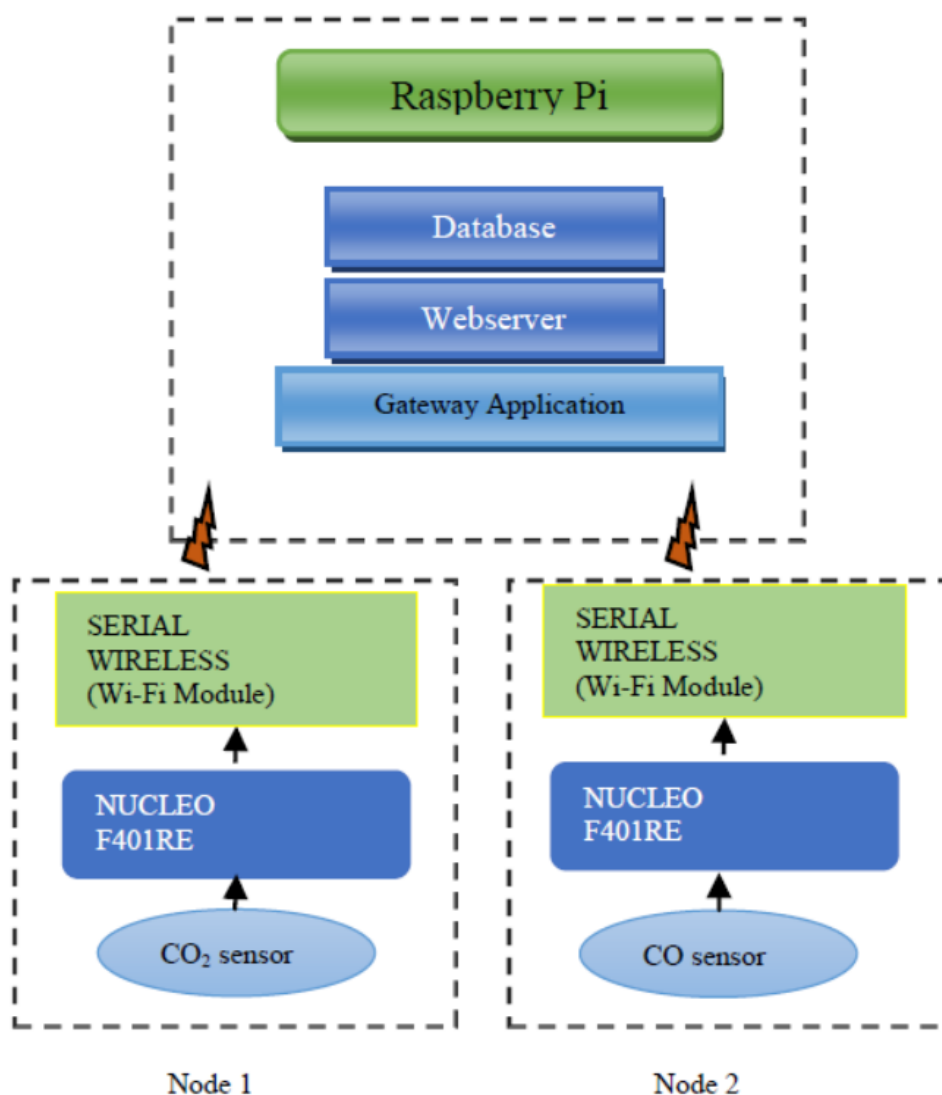 Raspberry Pi
Database
Webserver
Gateway Application
SERIAL
WIRELESS
(Wi-Fi Module)
NUCLEO
F401RE
CO₂ sensor
Node 1
SERIAL
WIRELESS
(Wi-Fi Module)
NUCLEO
F401RE
CO sensor
Node 2